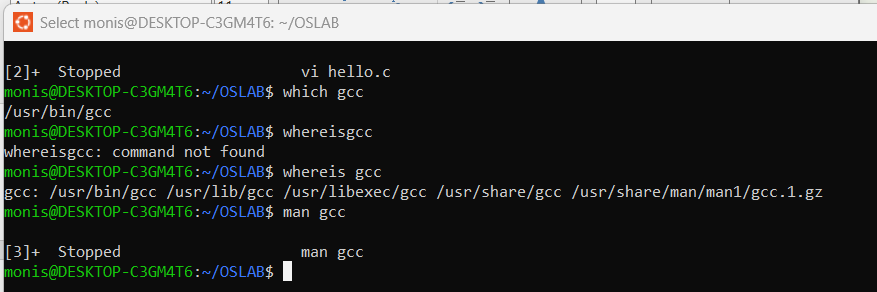 Select monis@DESKTOP-C3GM4T6: ~/OSLAB
[2]+  Stopped                 vi hello.c
monis@DESKTOP-C3GM4T6:~/OSLAB$ which gcc
/usr/bin/gcc
monis@DESKTOP-C3GM4T6:~/OSLAB$ whereisgcc
whereisgcc: command not found
monis@DESKTOP-C3GM4T6:~/OSLAB$ whereis gcc
gcc: /usr/bin/gcc /usr/lib/gcc /usr/libexec/gcc /usr/share/gcc /usr/share/man/man1/gcc.1.gz
monis@DESKTOP-C3GM4T6:~/OSLAB$ man gcc
[3]+  Stopped                 man gcc
monis@DESKTOP-C3GM4T6:~/OSLAB$